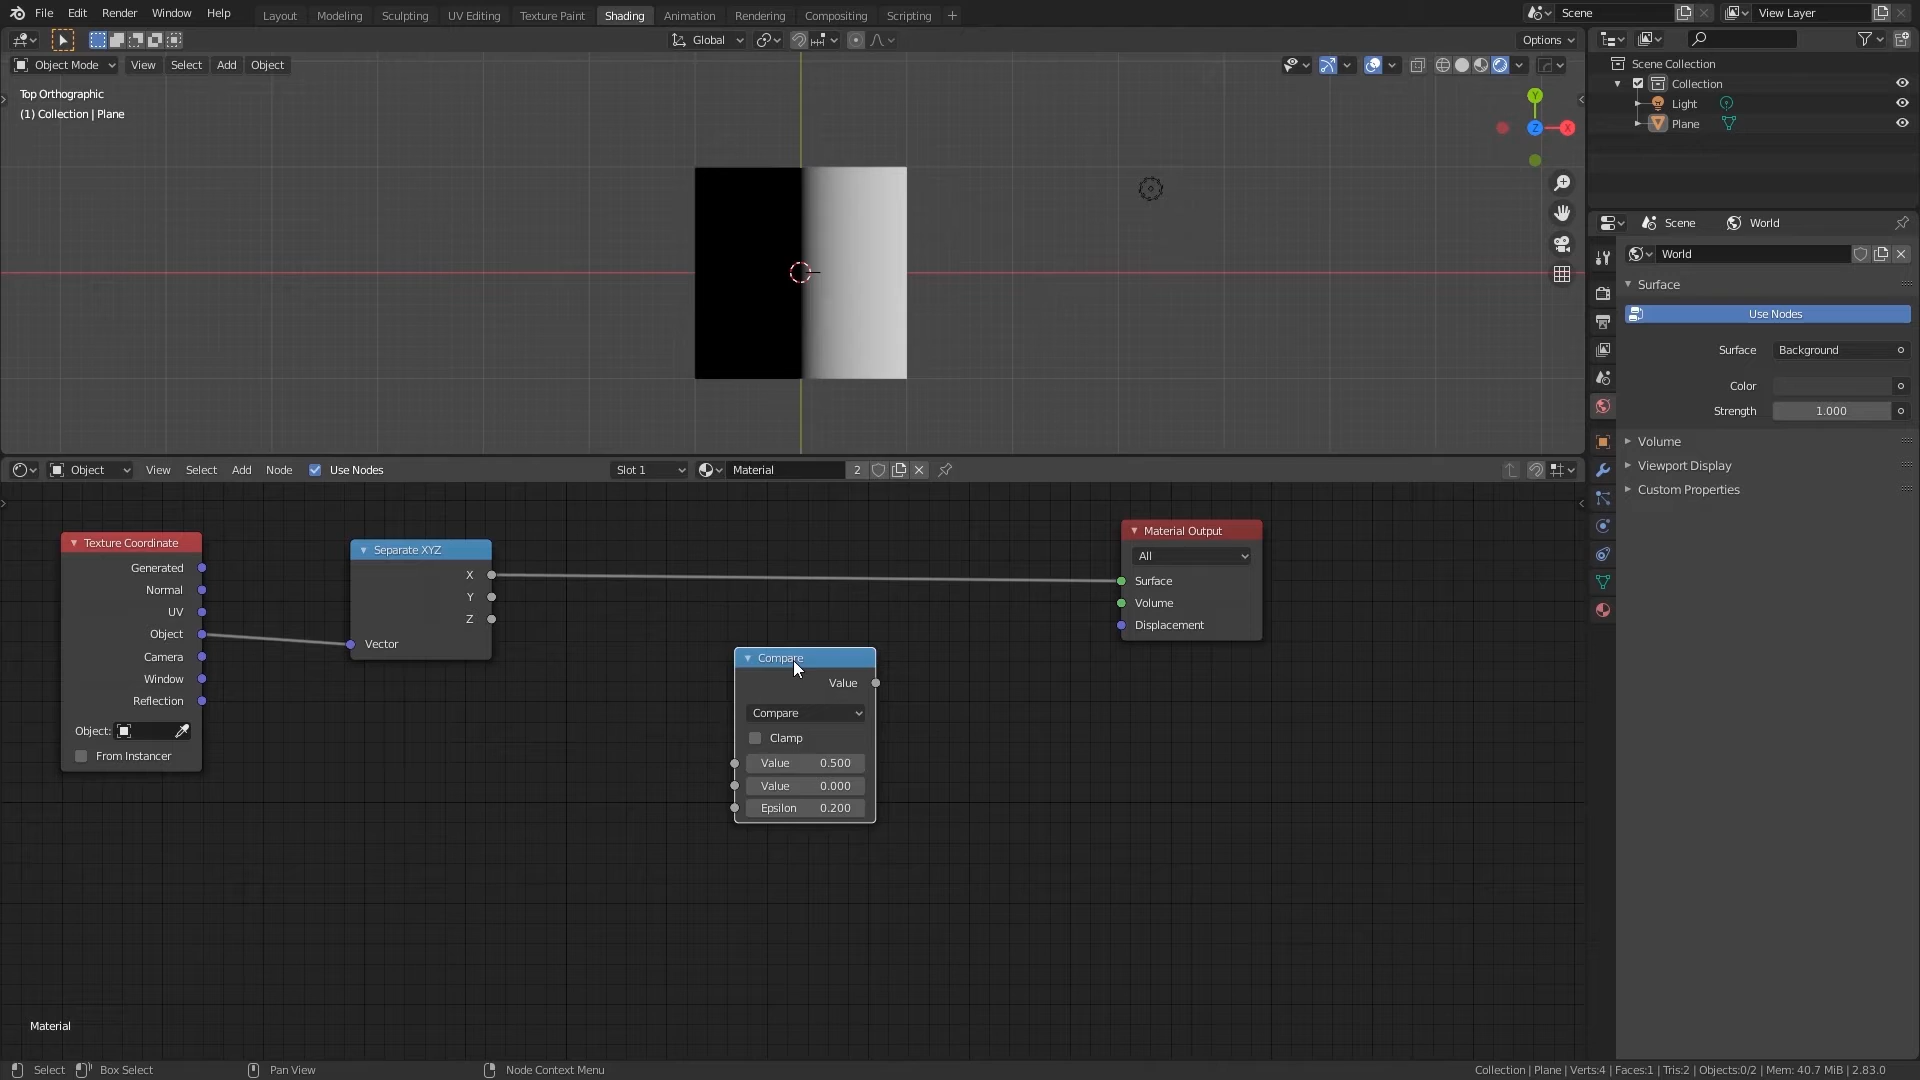 File Edit Render Window Help Layout Modeling Sculpting UV Editing Texture Paint Shading Animation Rendering Compositing Scripting + Scene View Layer
Global Options
Object Mode View Select Add Object
Top Orthographic
(1) Collection | Plane
Y
Z X
Scene Collection
Collection
Light
Plane
Scene World
World
Surface
Use Nodes
Surface Background
Color
Strength 1.000
Volume
Viewport Display
Custom Properties
Object View Select Add Node Use Nodes Slot 1 Material 2
Texture Coordinate
Generated
Normal
UV
Object
Camera
Window
Reflection
Object:
From Instancer
Separate XYZ
X
Y
Z
Vector
Compare
Value
Compare
Clamp
Value 0.500
Value 0.000
Epsilon 0.200
Material Output
All
Surface
Volume
Displacement
Material
Select Box Select Pan View Node Context Menu Collection | Plane | Verts:4 | Faces:1 | Tris:2 | Objects:0/2 | Mem: 40.7 MiB | 2.83.0